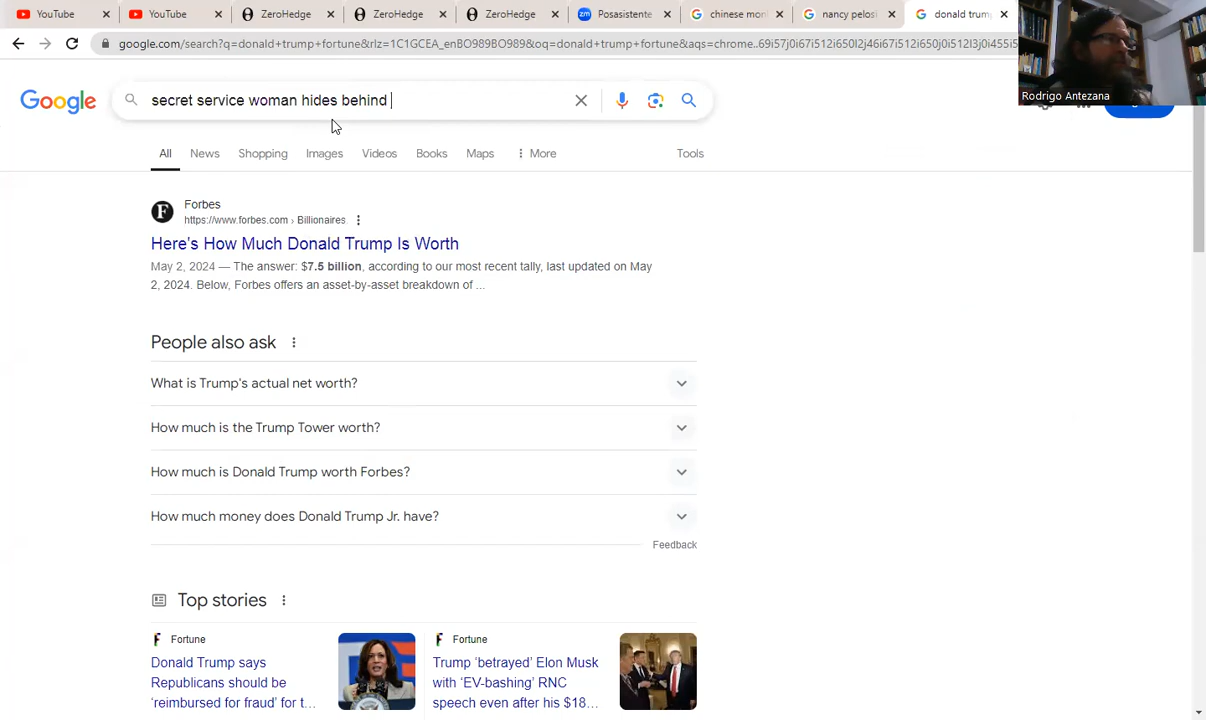 YouTube
YouTube
ZeroHedge
ZeroHedge
ZeroHedge
Posasistente
chinese mon
nancy pelosi
donald trump
google.com/search?q=donald+trump+fortune&rlz=1C1GCEA_enBO989BO989&oq=donald+trump+fortune&aqs=chrome..69i57j0i67i512i650l2j46i67i512i650j0i512l3j0i455i5
Rodrigo Antezana
Google
secret service woman hides behind
All
News
Shopping
Images
Videos
Books
Maps
More
Tools
Forbes
https://www.forbes.com › Billionaires
Here's How Much Donald Trump Is Worth
May 2, 2024 — The answer: $7.5 billion, according to our most recent tally, last updated on May
2, 2024. Below, Forbes offers an asset-by-asset breakdown of ...
People also ask
What is Trump's actual net worth?
How much is the Trump Tower worth?
How much is Donald Trump worth Forbes?
How much money does Donald Trump Jr. have?
Feedback
Top stories
Fortune
Donald Trump says
Republicans should be
'reimbursed for fraud' for t...
Fortune
Trump 'betrayed' Elon Musk
with 'EV-bashing' RNC
speech even after his $18...